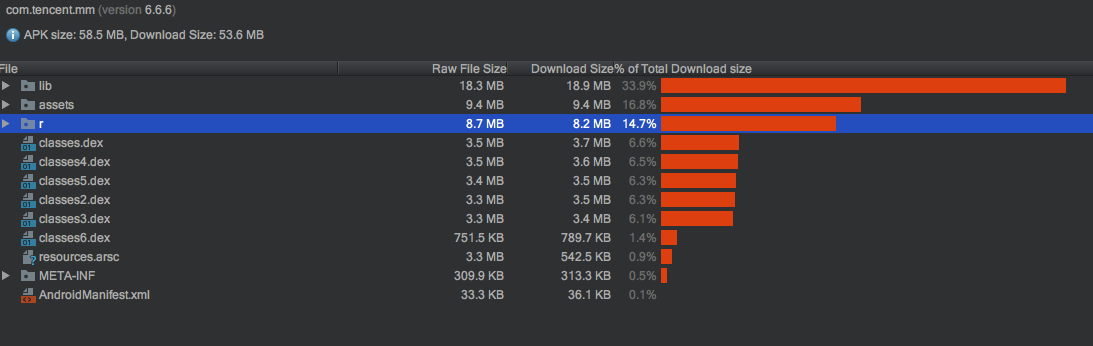 com.tencent.mm (version 6.6.6)
APK size: 58.5 MB, Download Size: 53.6 MB
File Raw File Size Download Size % of Total Download size
lib 18.3 MB 18.9 MB 33.9%
assets 9.4 MB 9.4 MB 16.8%
r 8.7 MB 8.2 MB 14.7%
classes.dex 3.5 MB 3.7 MB 6.6%
classes4.dex 3.5 MB 3.6 MB 6.5%
classes5.dex 3.4 MB 3.5 MB 6.3%
classes2.dex 3.3 MB 3.5 MB 6.3%
classes3.dex 3.3 MB 3.4 MB 6.1%
classes6.dex 751.5 KB 789.7 KB 1.4%
resources.arsc 3.3 MB 542.5 KB 0.9%
META-INF 309.9 KB 313.3 KB 0.5%
AndroidManifest.xml 33.3 KB 36.1 KB 0.1%